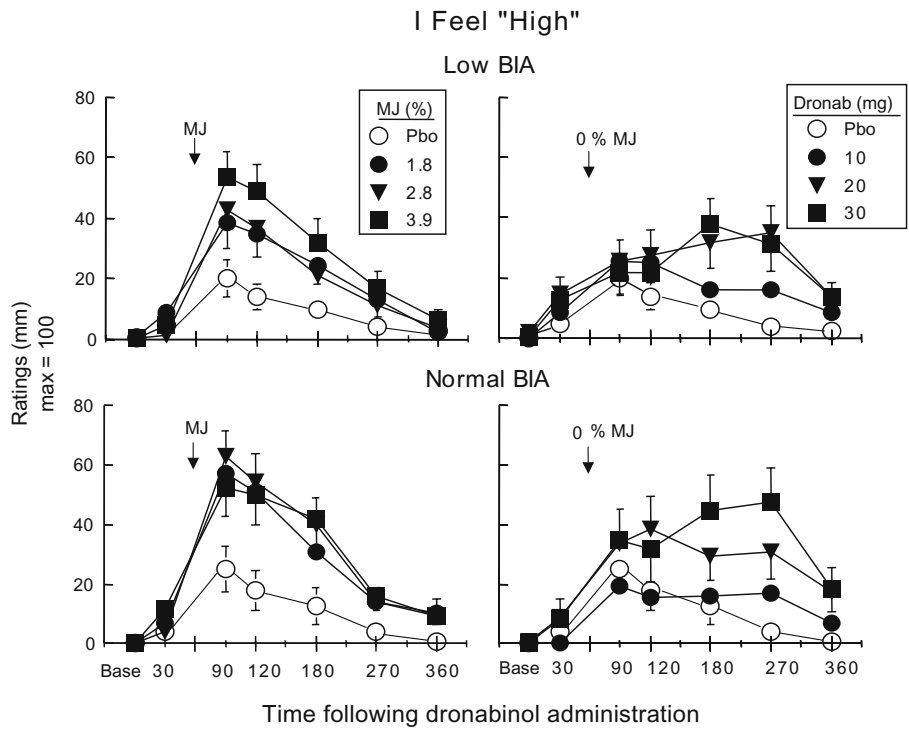 I Feel "High"
Low BIA
80
60
40
20
0
MJ
MJ (%)
Pbo
1.8
2.8
3.9
0 % MJ
Dronab (mg)
Pbo
10
20
30
Ratings (mm)
max = 100
Normal BIA
80
60
40
20
0
MJ
0 % MJ
Base 30 90 120 180 270 360
Base 30 90 120 180 270 360
Time following dronabinol administration